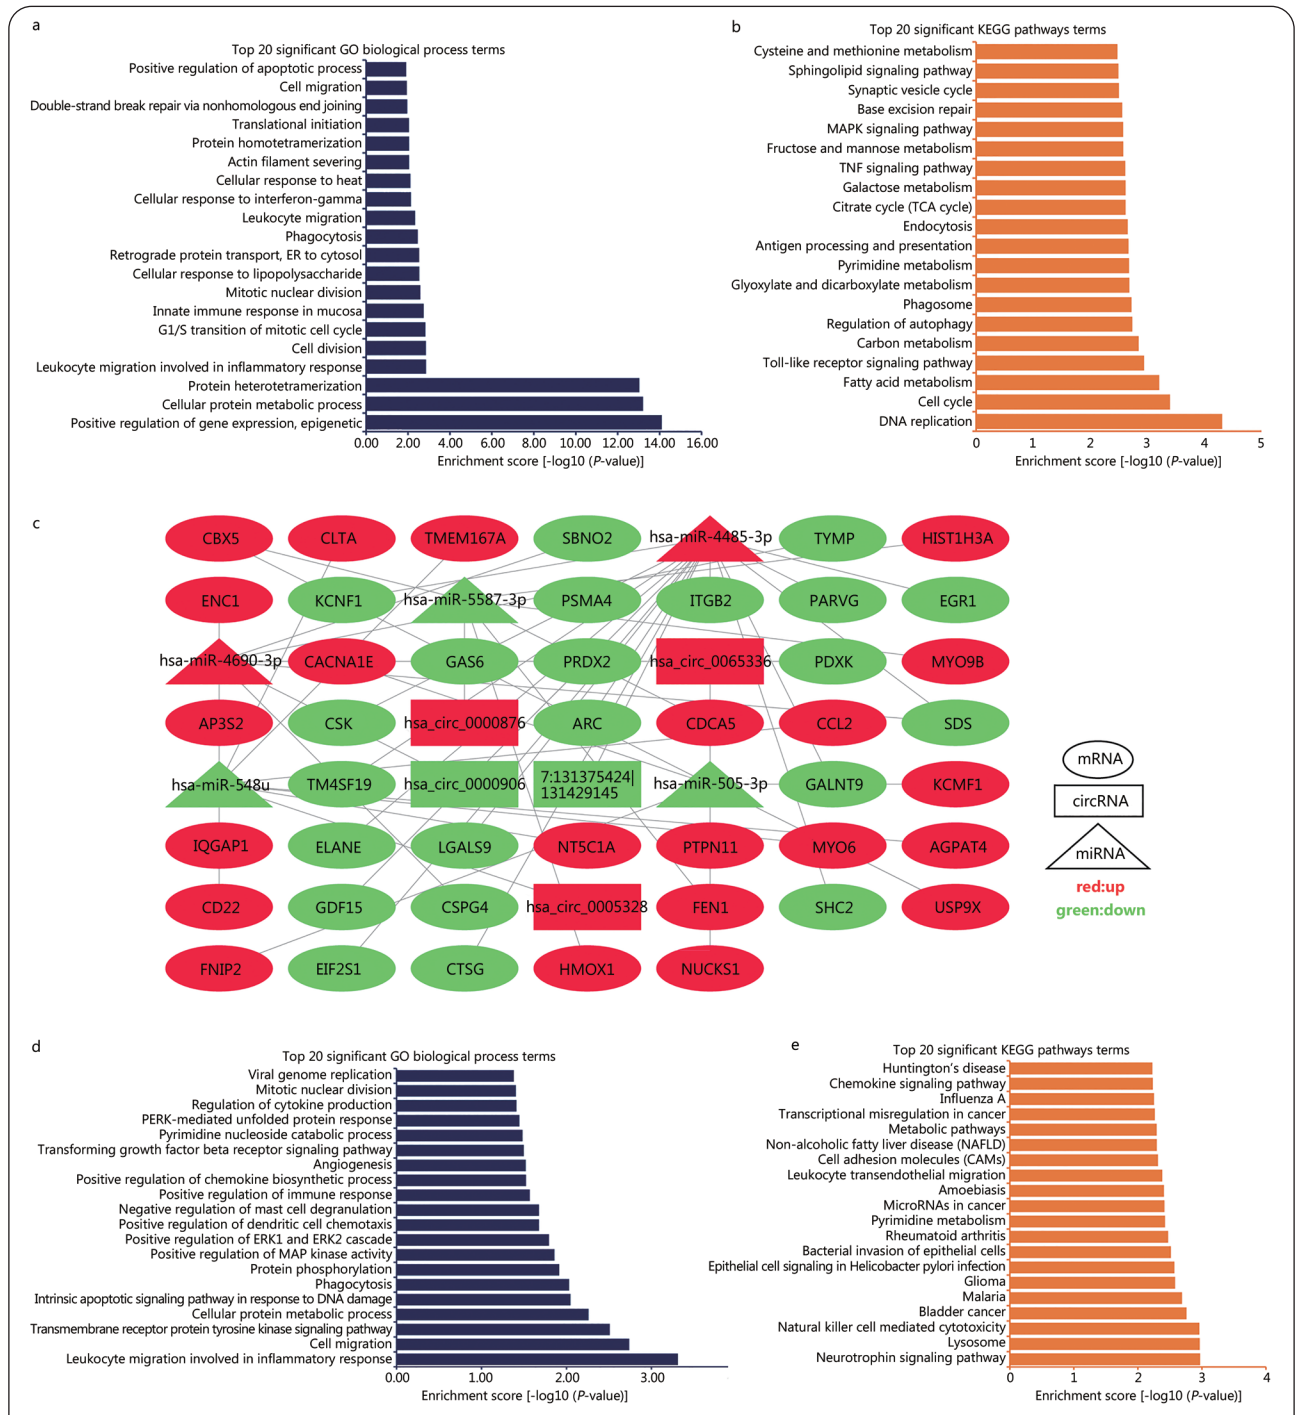 a
Top 20 significant GO biological process terms
Positive regulation of apoptotic process
Cell migration
Double-strand break repair via nonhomologous end joining
Translational initiation
Protein homotetramerization
Actin filament severing
Cellular response to heat
Cellular response to interferon-gamma
Leukocyte migration
Phagocytosis
Retrograde protein transport, ER to cytosol
Cellular response to lipopolysaccharide
Mitotic nuclear division
Innate immune response in mucosa
G1/S transition of mitotic cell cycle
Cell division
Leukocyte migration involved in inflammatory response
Protein heterotetramerization
Cellular protein metabolic process
Positive regulation of gene expression, epigenetic
0.00 2.00 4.00 6.00 8.00 10.00 12.00 14.00 16.00
Enrichment score [-log10 (P-value)]
b
Top 20 significant KEGG pathways terms
Cysteine and methionine metabolism
Sphingolipid signaling pathway
Synaptic vesicle cycle
Base excision repair
MAPK signaling pathway
Fructose and mannose metabolism
TNF signaling pathway
Galactose metabolism
Citrate cycle (TCA cycle)
Endocytosis
Antigen processing and presentation
Pyrimidine metabolism
Glyoxylate and dicarboxylate metabolism
Phagosome
Regulation of autophagy
Carbon metabolism
Toll-like receptor signaling pathway
Fatty acid metabolism
Cell cycle
DNA replication
0 1 2 3 4 5
Enrichment score [-log10 (P-value)]
c
CBX5 CLTA TMEM167A SBNO2 hsa-miR-4485-3p TYMP HIST1H3A
ENC1 KCNF1 hsa-miR-5587-3p PSMA4 ITGB2 PARVG EGR1
hsa-miR-4690-3p CACNA1E GAS6 PRDX2 hsa_circ_0065336 PDXK MYO9B
AP3S2 CSK hsa_circ_0000876 ARC CDCA5 CCL2 SDS
hsa-miR-548u TM4SF19 hsa_circ_0000906 7:131375424| hsa-miR-505-3p GALNT9 KCMF1
131429145
IQGAP1 ELANE LGALS9 NT5C1A PTPN11 MYO6 AGPAT4
CD22 GDF15 CSPG4 hsa_circ_0005328 FEN1 SHC2 USP9X
FNIP2 EIF2S1 CTSG HMOX1 NUCKS1
mRNA
circRNA
miRNA
red:up
green:down
d
Top 20 significant GO biological process terms
Viral genome replication
Mitotic nuclear division
Regulation of cytokine production
PERK-mediated unfolded protein response
Pyrimidine nucleoside catabolic process
Transforming growth factor beta receptor signaling pathway
Angiogenesis
Positive regulation of chemokine biosynthetic process
Positive regulation of immune response
Negative regulation of mast cell degranulation
Positive regulation of dendritic cell chemotaxis
Positive regulation of ERK1 and ERK2 cascade
Positive regulation of MAP kinase activity
Protein phosphorylation
Phagocytosis
Intrinsic apoptotic signaling pathway in response to DNA damage
Cellular protein metabolic process
Transmembrane receptor protein tyrosine kinase signaling pathway
Cell migration
Leukocyte migration involved in inflammatory response
0.00 1.00 2.00 3.00
Enrichment score [-log10 (P-value)]
e
Top 20 significant KEGG pathways terms
Huntington's disease
Chemokine signaling pathway
Influenza A
Transcriptional misregulation in cancer
Metabolic pathways
Non-alcoholic fatty liver disease (NAFLD)
Cell adhesion molecules (CAMs)
Leukocyte transendothelial migration
Amoebiasis
MicroRNAs in cancer
Pyrimidine metabolism
Rheumatoid arthritis
Bacterial invasion of epithelial cells
Epithelial cell signaling in Helicobacter pylori infection
Glioma
Malaria
Bladder cancer
Natural killer cell mediated cytotoxicity
Lysosome
Neurotrophin signaling pathway
0 1 2 3 4
Enrichment score [-log10 (P-value)]